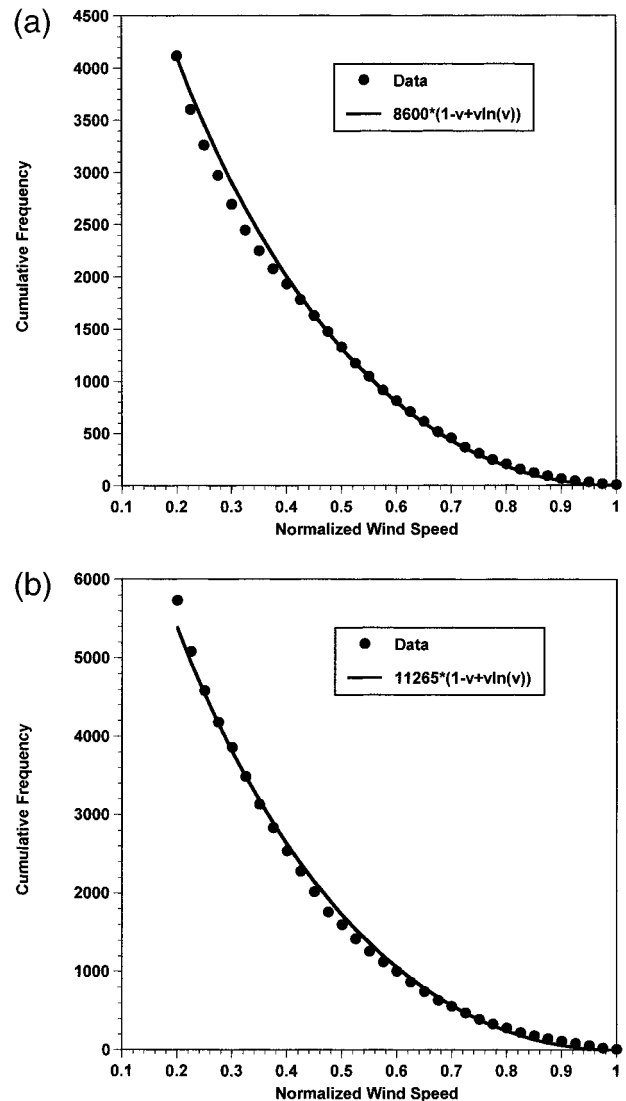 (a)
4500
4000
3500
3000
2500
2000
1500
1000
500
0
Cumulative Frequency
Data
8600*(1-v+vln(v))
0.1 0.2 0.3 0.4 0.5 0.6 0.7 0.8 0.9 1
Normalized Wind Speed
(b)
6000
5000
4000
3000
2000
1000
0
Cumulative Frequency
Data
11265*(1-v+vln(v))
0.1 0.2 0.3 0.4 0.5 0.6 0.7 0.8 0.9 1
Normalized Wind Speed